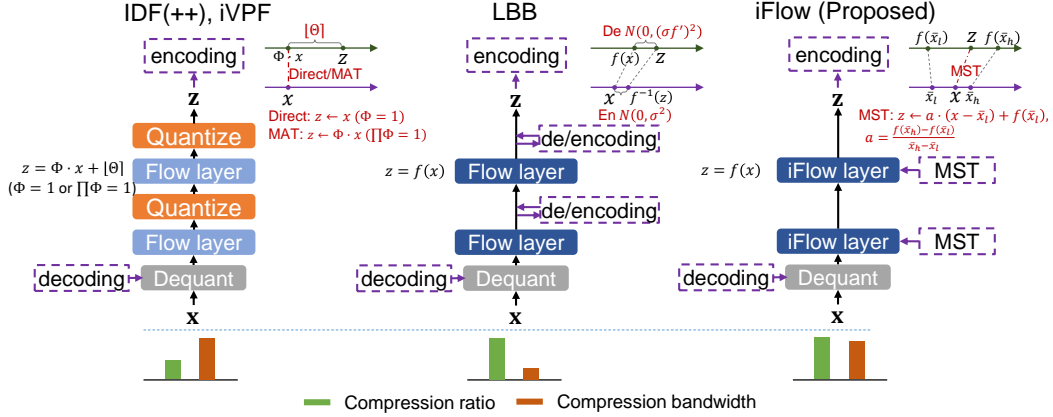 IDF(++), iVPF
encoding
⌊Θ⌉
Φ · x
z
Direct/MAT
x
Direct: z ← x (Φ = 1)
MAT: z ← Φ · x (∏Φ = 1)
z
Quantize
z = Φ · x + ⌊Θ⌉
(Φ = 1 or ∏Φ = 1)
Flow layer
Quantize
Flow layer
decoding
Dequant
x
LBB
encoding
De N(0, (σf′)²)
f(x)
z
x
f⁻¹(z)
En N(0, σ²)
z
de/encoding
z = f(x)
Flow layer
de/encoding
Flow layer
decoding
Dequant
x
iFlow (Proposed)
encoding
f(x̄ₗ)
z
f(x̄ₕ)
MST
x̄ₗ
x
x̄ₕ
MST: z ← a · (x − x̄ₗ) + f(x̄ₗ),
a = (f(x̄ₕ)−f(x̄ₗ))/(x̄ₕ−x̄ₗ)
z
z = f(x)
iFlow layer
MST
iFlow layer
MST
decoding
Dequant
x
Compression ratio
Compression bandwidth